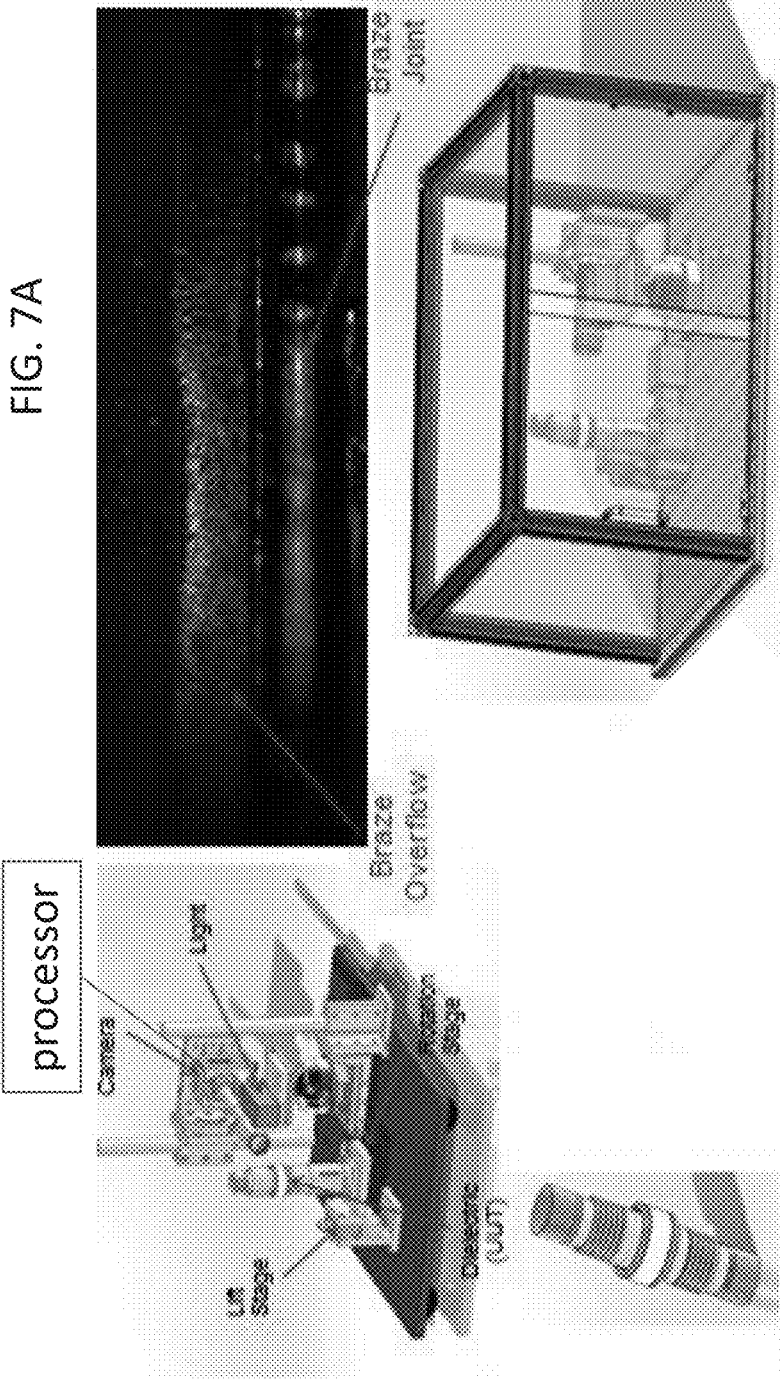 FIG. 7A
processor
Camera
Light
Lift
Stage
Rotation
Stage
Dielectric
(UUT)
Braze
Overflow
Braze
Joint